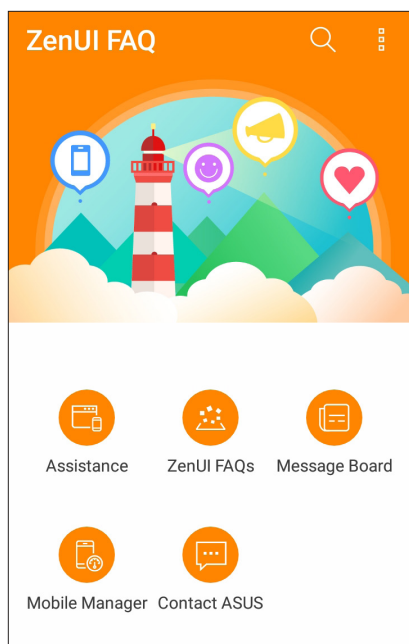 ZenUI FAQ
Assistance ZenUI FAQs Message Board
Mobile Manager Contact ASUS